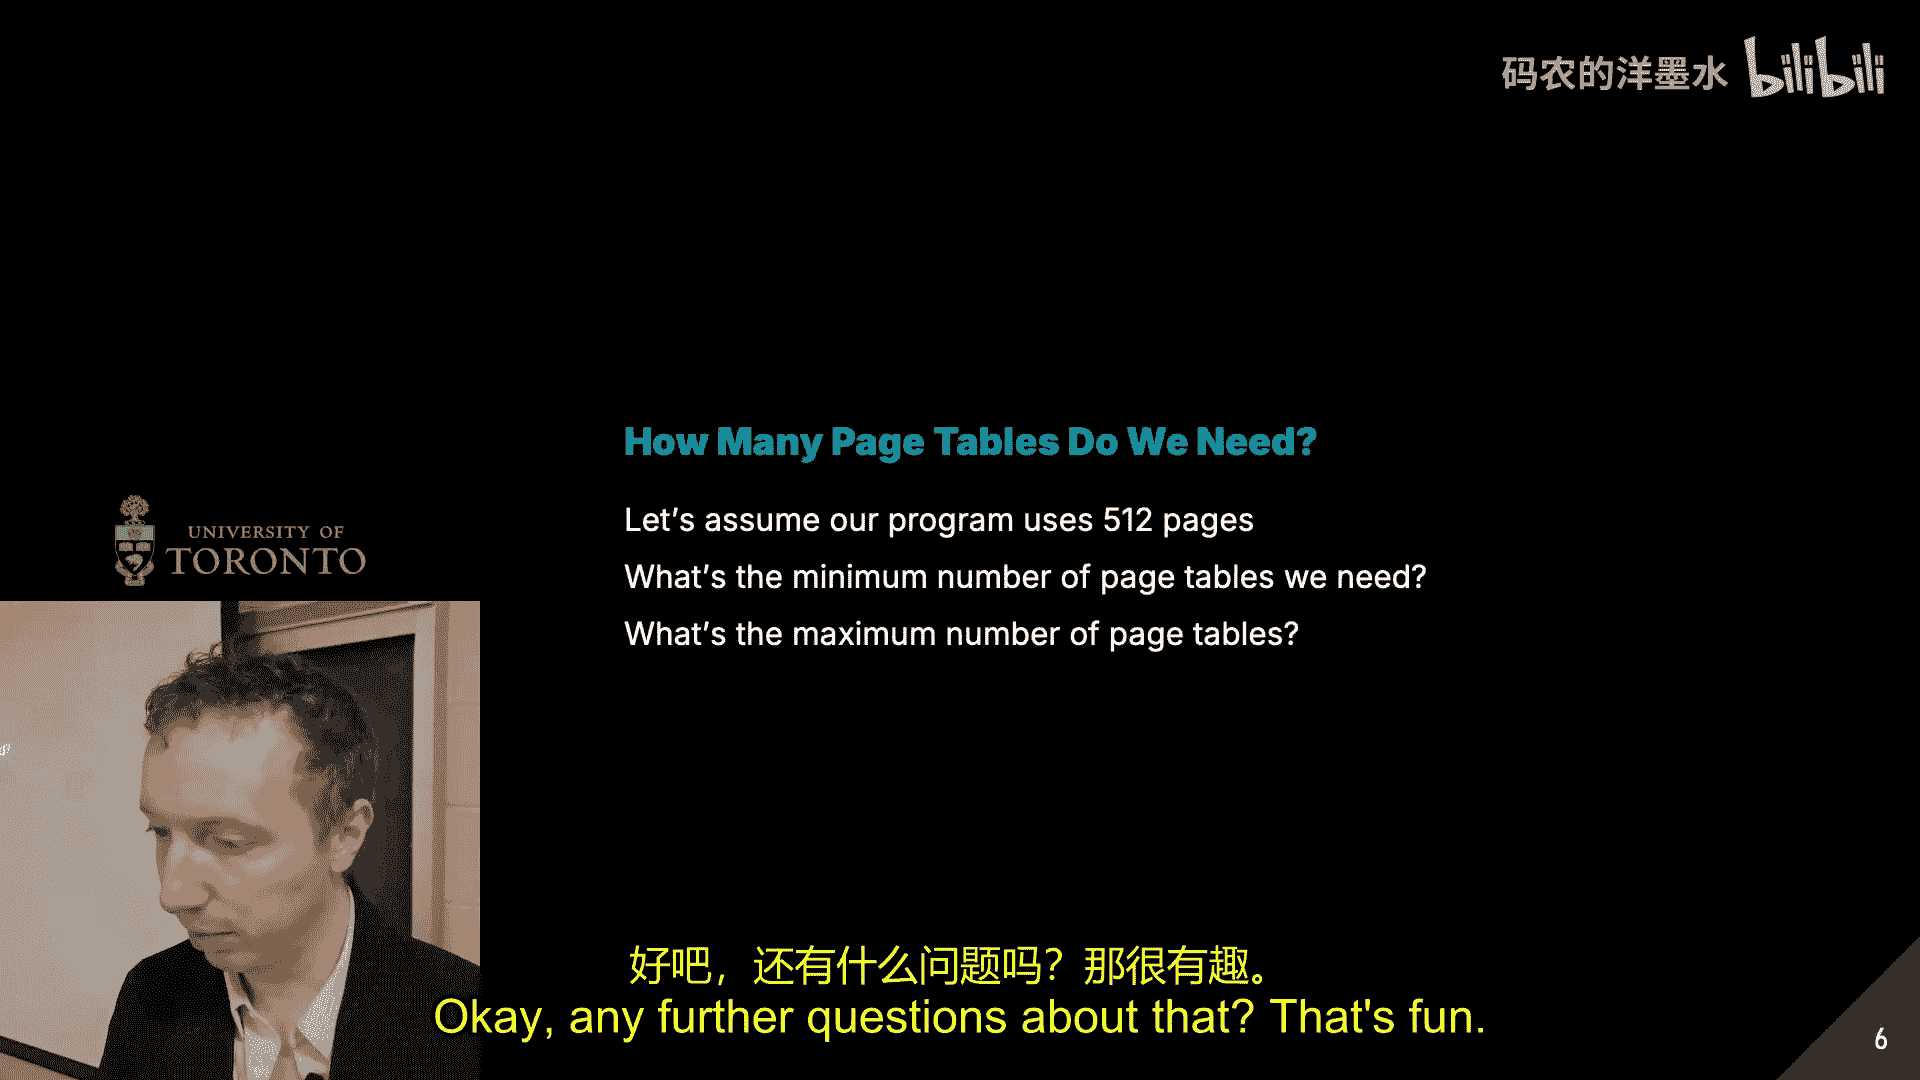 码农的洋墨水 bilibili
How Many Page Tables Do We Need?
Let’s assume our program uses 512 pages
What’s the minimum number of page tables we need?
What’s the maximum number of page tables?
UNIVERSITY OF
TORONTO
好吧，还有什么问题吗？那很有趣。
Okay, any further questions about that? That's fun.
6